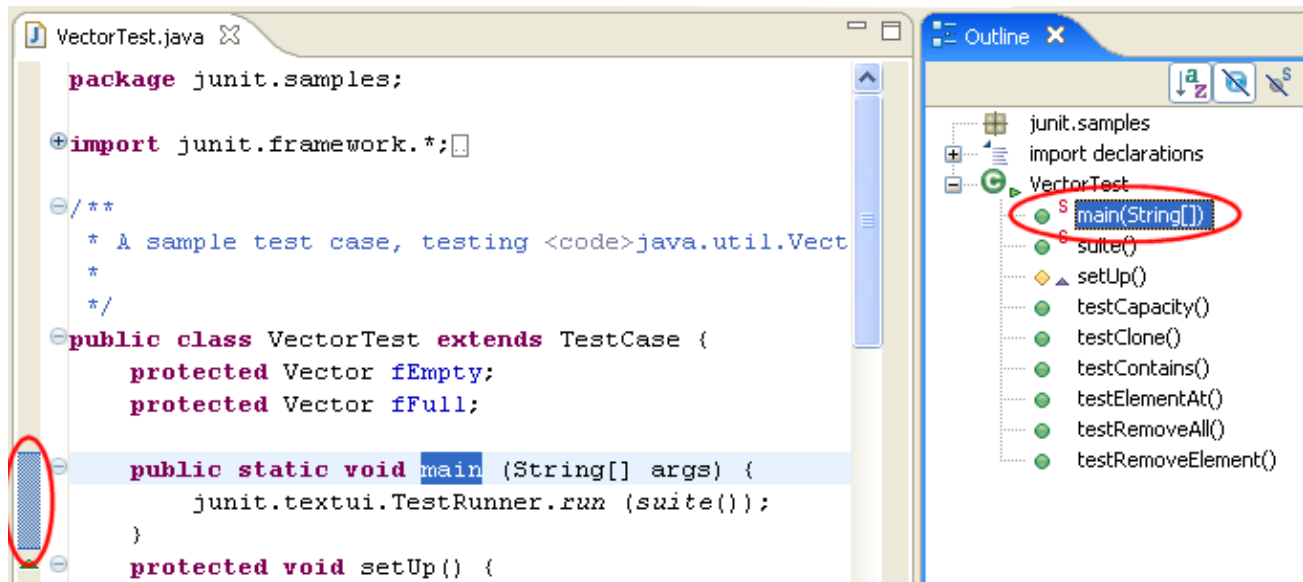 VectorTest.java
package junit.samples;
import junit.framework.*;
/**
* A sample test case, testing <code>java.util.Vect
*
*/
public class VectorTest extends TestCase {
protected Vector fEmpty;
protected Vector fFull;
public static void main (String[] args) {
junit.textui.TestRunner.run (suite());
}
protected void setUp() {
Outline
junit.samples
import declarations
VectorTest
main(String[])
suite()
setUp()
testCapacity()
testClone()
testContains()
testElementAt()
testRemoveAll()
testRemoveElement()